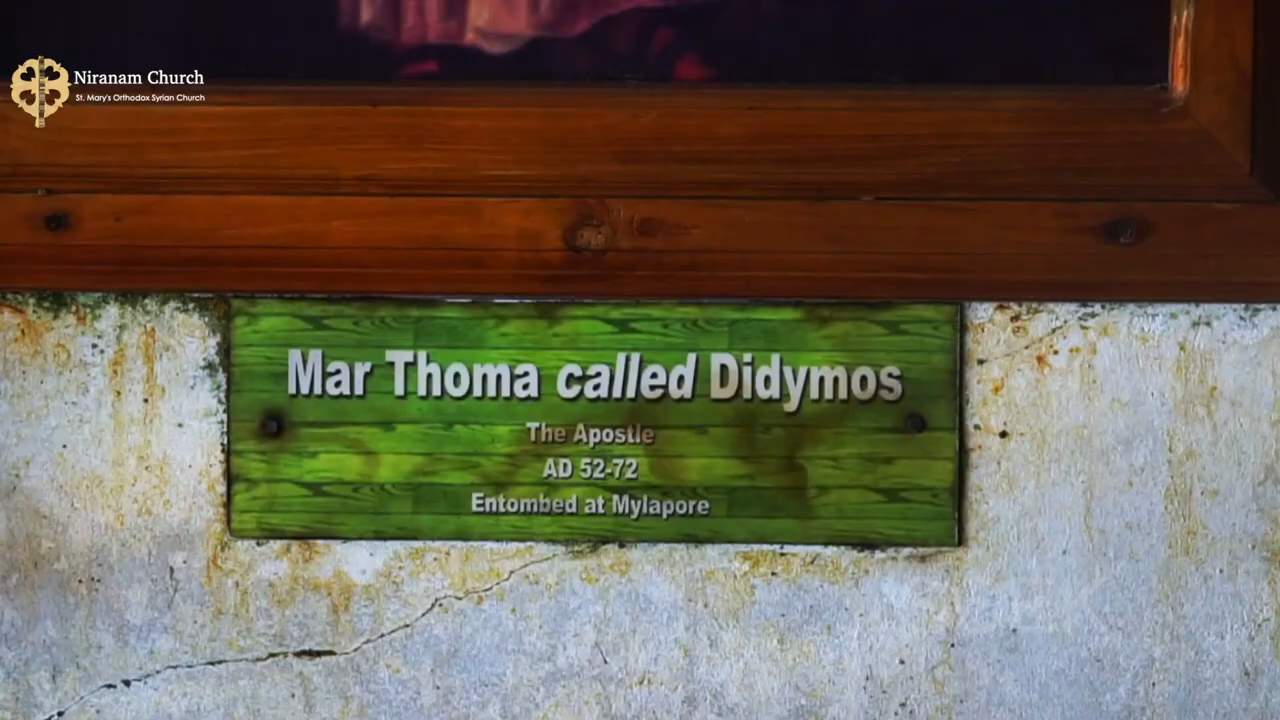 Niranam Church
St. Mary's Orthodox Syrian Church
Mar Thoma called Didymos
The Apostle
AD 52-72
Entombed at Mylapore